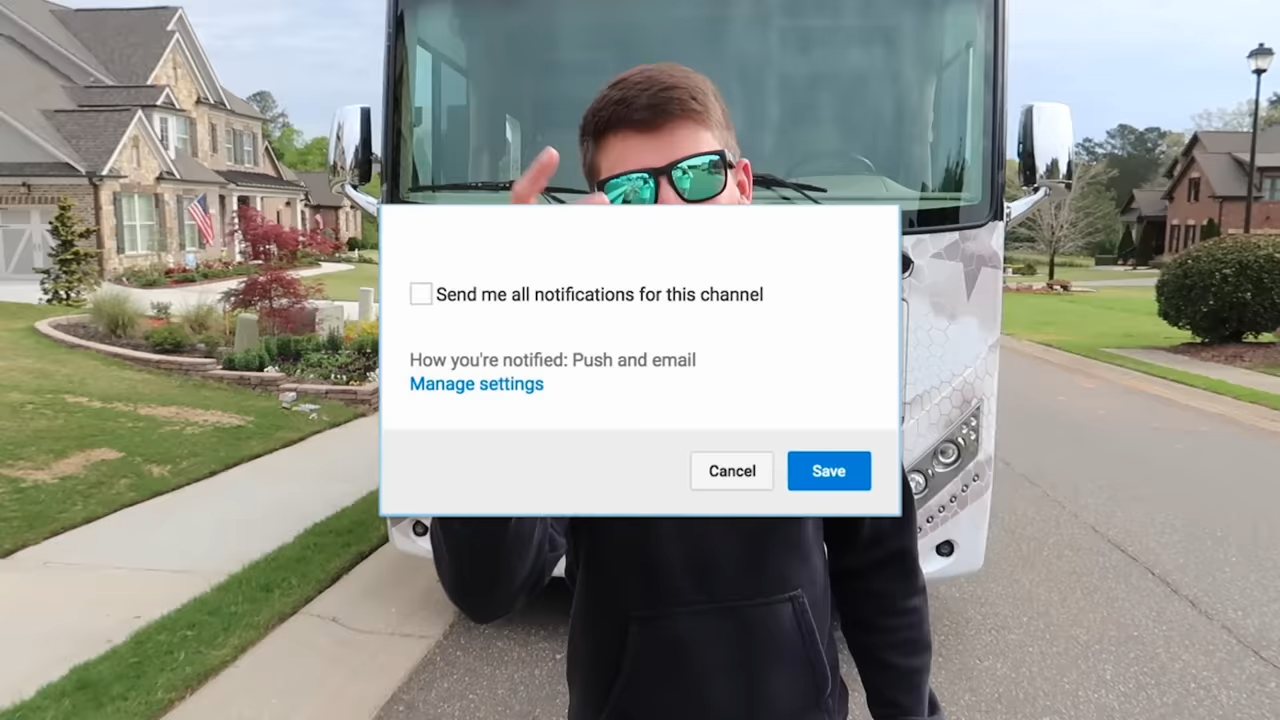 Send me all notifications for this channel
How you're notified: Push and email
Manage settings
Cancel
Save